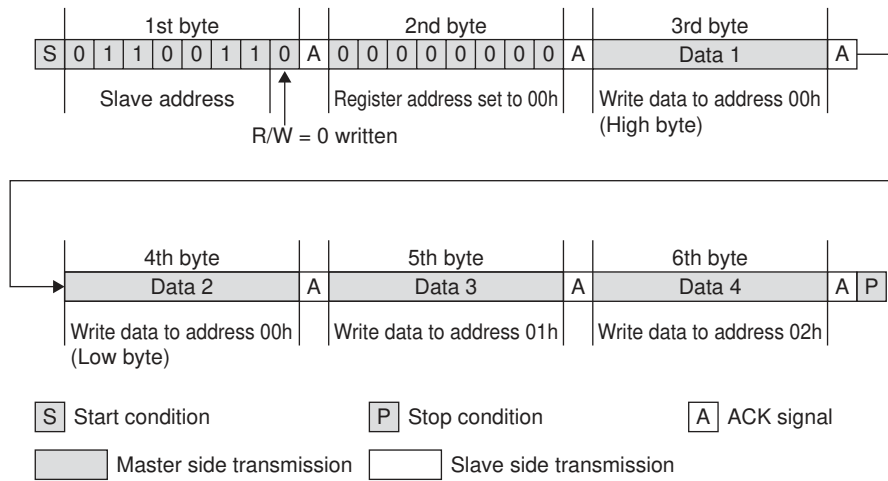 1st byte 2nd byte 3rd byte
S 0 1 1 0 0 1 1 0 A 0 0 0 0 0 0 0 0 A Data 1 A
Slave address Register address set to 00h Write data to address 00h
(High byte)
R/W = 0 written
4th byte 5th byte 6th byte
Data 2 A Data 3 A Data 4 A P
Write data to address 00h Write data to address 01h Write data to address 02h
(Low byte)
S Start condition P Stop condition A ACK signal
Master side transmission Slave side transmission